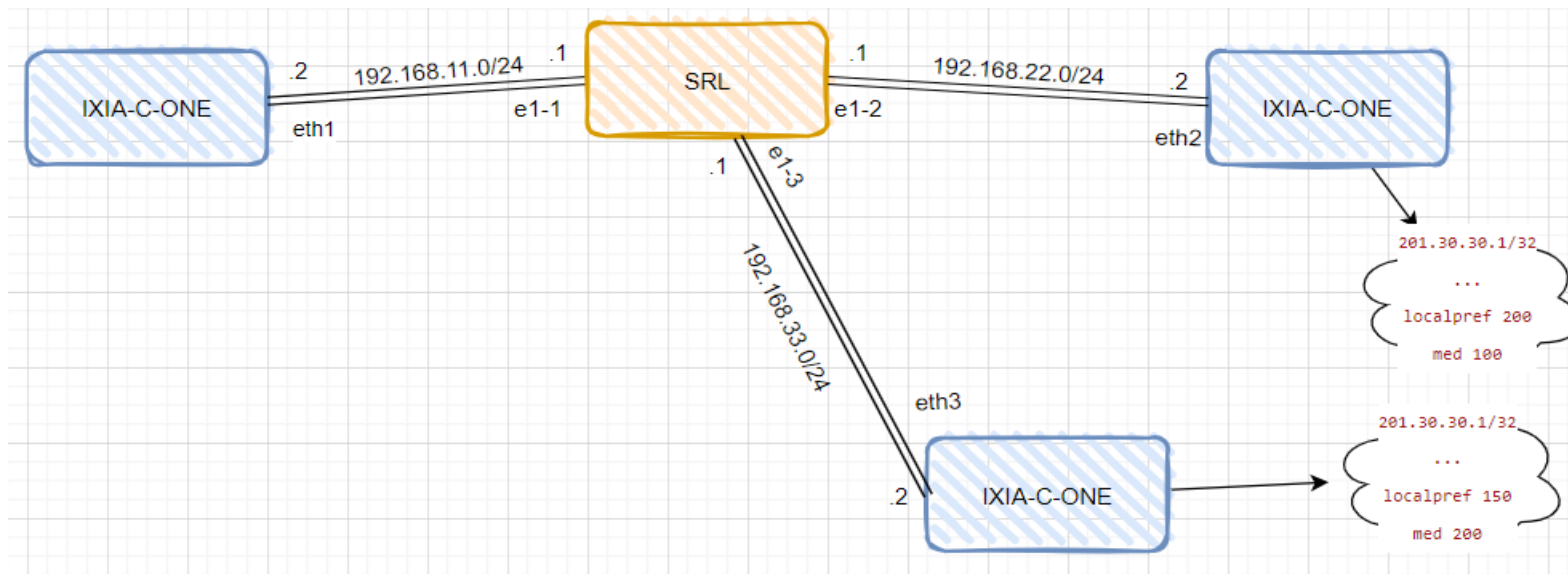 IXIA-C-ONE
.2
192.168.11.0/24
.1
eth1
e1-1
SRL
.1
192.168.22.0/24
.2
e1-2
eth2
IXIA-C-ONE
.1
e1-3
192.168.33.0/24
eth3
.2
IXIA-C-ONE
201.30.30.1/32
...
localpref 200
med 100
201.30.30.1/32
...
localpref 150
med 200